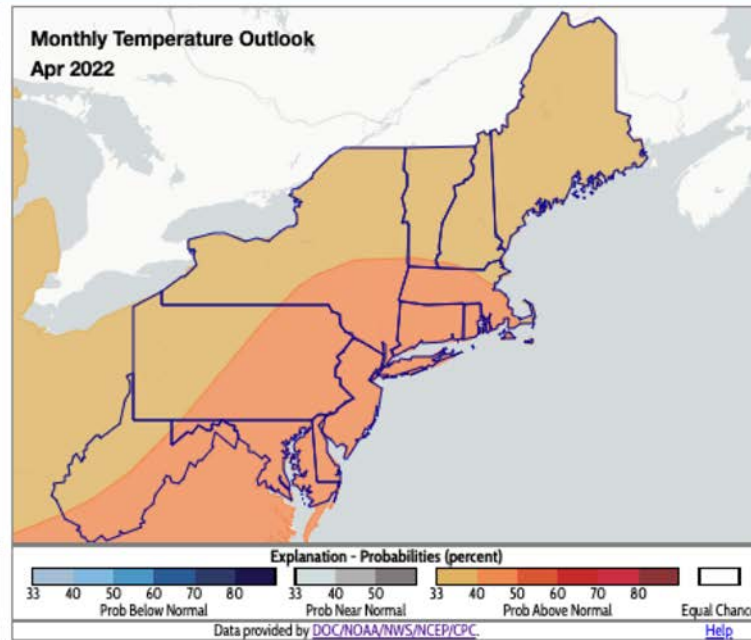 Monthly Temperature Outlook
Apr 2022
Explanation - Probabilities (percent)
33 40 50 60 70 80 33 40 50 33 40 50 60 70 80
Prob Below Normal Prob Near Normal Prob Above Normal Equal Chanc
Data provided by DOC/NOAA/NWS/NCEP/CPC. Help